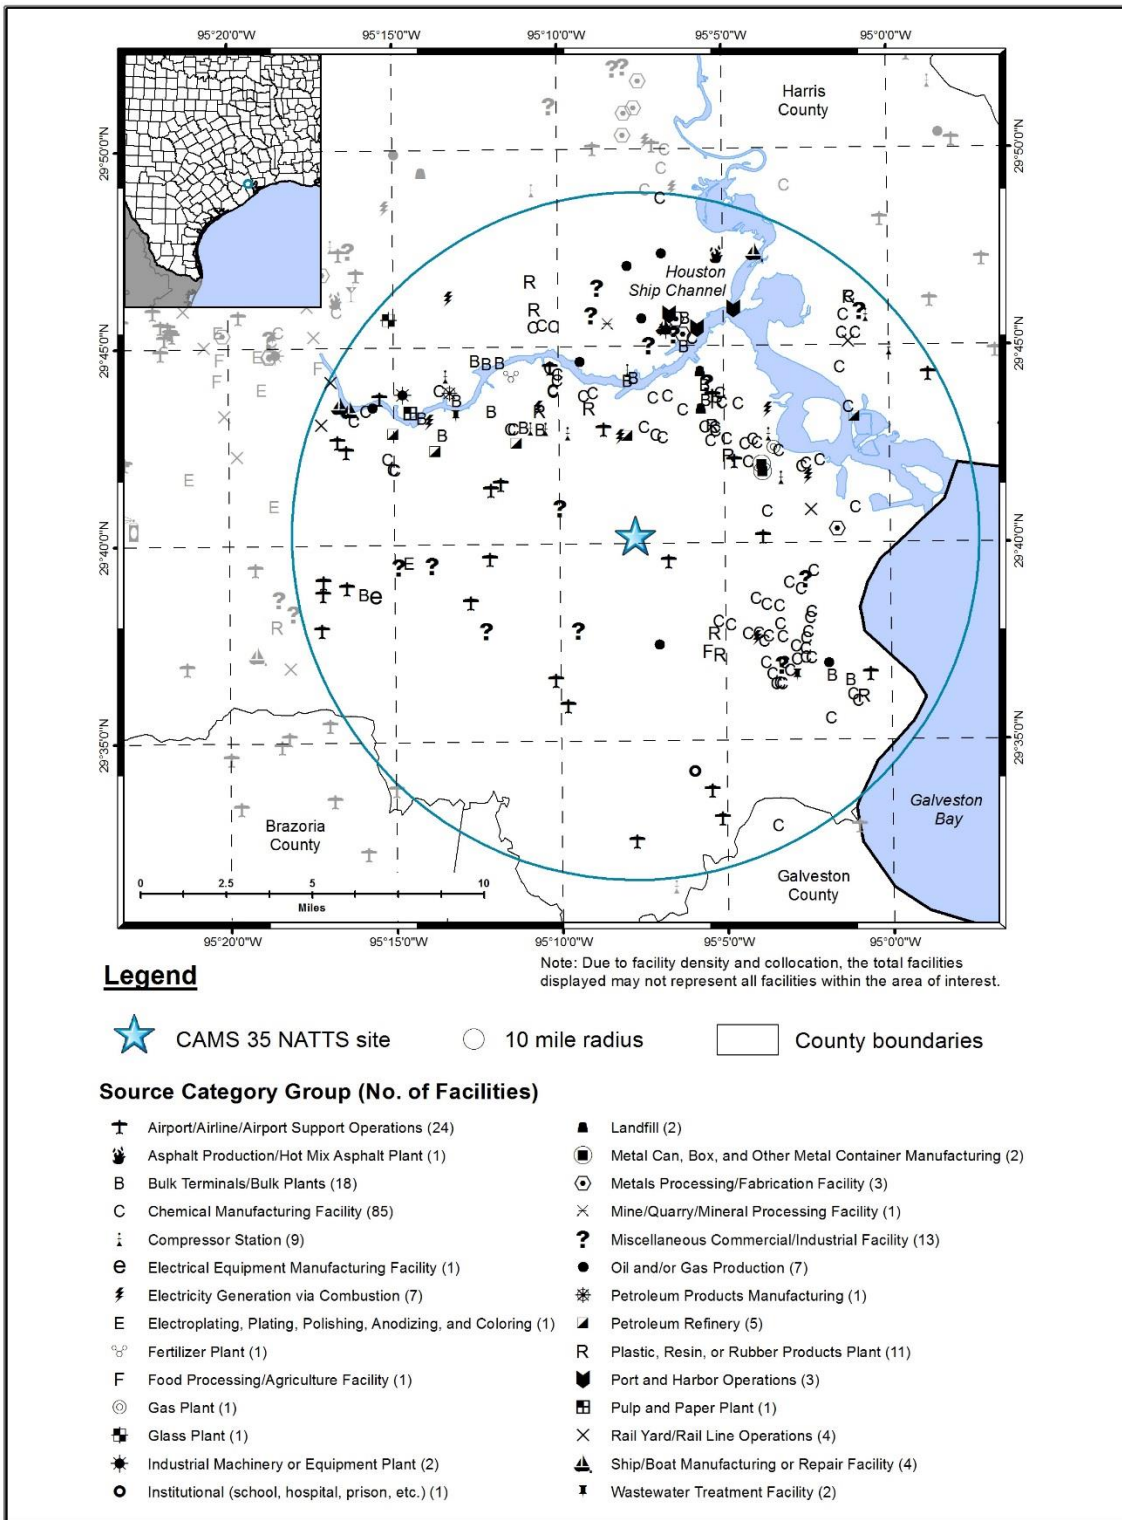 95°20'0"W 95°15'0"W 95°10'0"W 95°5'0"W 95°0'0"W
Harris
County
29°50'0"N 29°50'0"N
Houston
Ship Channel
29°45'0"N 29°45'0"N
29°40'0"N 29°40'0"N
29°35'0"N 29°35'0"N
Galveston
Bay
Brazoria
County
Galveston
County
0 2.5 5 10
Miles
95°20'0"W 95°15'0"W 95°10'0"W 95°5'0"W 95°0'0"W
Note: Due to facility density and collocation, the total facilities
displayed may not represent all facilities within the area of interest.
Legend
CAMS 35 NATTS site 10 mile radius County boundaries
Source Category Group (No. of Facilities)
Airport/Airline/Airport Support Operations (24)
Asphalt Production/Hot Mix Asphalt Plant (1)
B Bulk Terminals/Bulk Plants (18)
C Chemical Manufacturing Facility (85)
Compressor Station (9)
e Electrical Equipment Manufacturing Facility (1)
Electricity Generation via Combustion (7)
E Electroplating, Plating, Polishing, Anodizing, and Coloring (1)
Fertilizer Plant (1)
F Food Processing/Agriculture Facility (1)
Gas Plant (1)
Glass Plant (1)
Industrial Machinery or Equipment Plant (2)
Institutional (school, hospital, prison, etc.) (1)
Landfill (2)
Metal Can, Box, and Other Metal Container Manufacturing (2)
Metals Processing/Fabrication Facility (3)
Mine/Quarry/Mineral Processing Facility (1)
? Miscellaneous Commercial/Industrial Facility (13)
Oil and/or Gas Production (7)
Petroleum Products Manufacturing (1)
Petroleum Refinery (5)
R Plastic, Resin, or Rubber Products Plant (11)
Port and Harbor Operations (3)
Pulp and Paper Plant (1)
Rail Yard/Rail Line Operations (4)
Ship/Boat Manufacturing or Repair Facility (4)
Wastewater Treatment Facility (2)